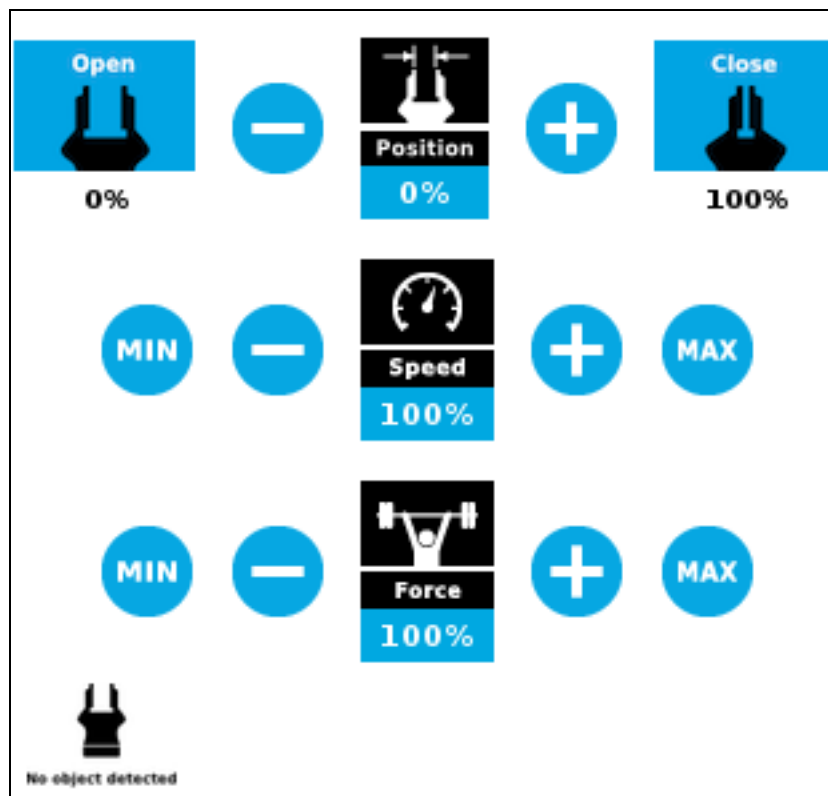 Open
Close
Position
0%
0%
100%
MIN
Speed
MAX
100%
MIN
Force
MAX
100%
No object detected